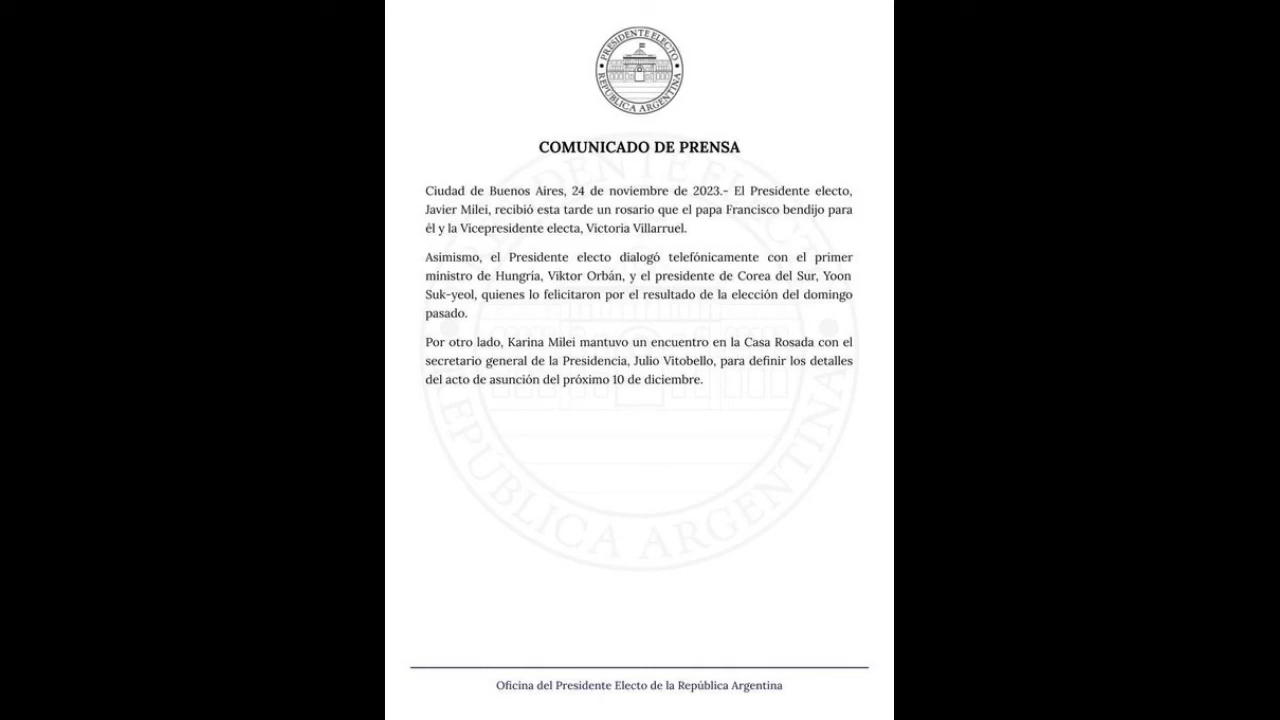 PRESIDENTE ELECTO
REPÚBLICA ARGENTINA
COMUNICADO DE PRENSA
Ciudad de Buenos Aires, 24 de noviembre de 2023.- El Presidente electo,
Javier Milei, recibió esta tarde un rosario que el papa Francisco bendijo para
él y la Vicepresidente electa, Victoria Villarruel.
Asimismo, el Presidente electo dialogó telefónicamente con el primer
ministro de Hungría, Viktor Orbán, y el presidente de Corea del Sur, Yoon
Suk-yeol, quienes lo felicitaron por el resultado de la elección del domingo
pasado.
Por otro lado, Karina Milei mantuvo un encuentro en la Casa Rosada con el
secretario general de la Presidencia, Julio Vitobello, para definir los detalles
del acto de asunción del próximo 10 de diciembre.
PRESIDENTE ELECTO
REPÚBLICA ARGENTINA
Oficina del Presidente Electo de la República Argentina